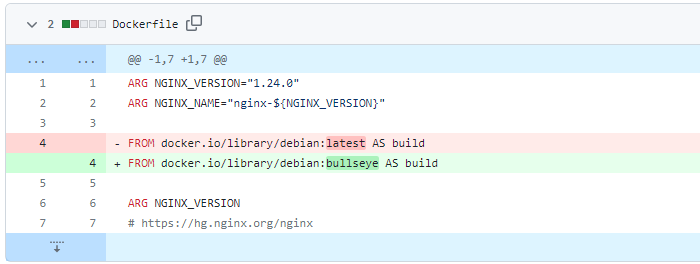 2 Dockerfile
... ... @@ -1,7 +1,7 @@
1 1 ARG NGINX_VERSION="1.24.0"
2 2 ARG NGINX_NAME="nginx-${NGINX_VERSION}"
3 3
4 - FROM docker.io/library/debian:latest AS build
4 + FROM docker.io/library/debian:bullseye AS build
5 5
6 6 ARG NGINX_VERSION
7 7 # https://hg.nginx.org/nginx